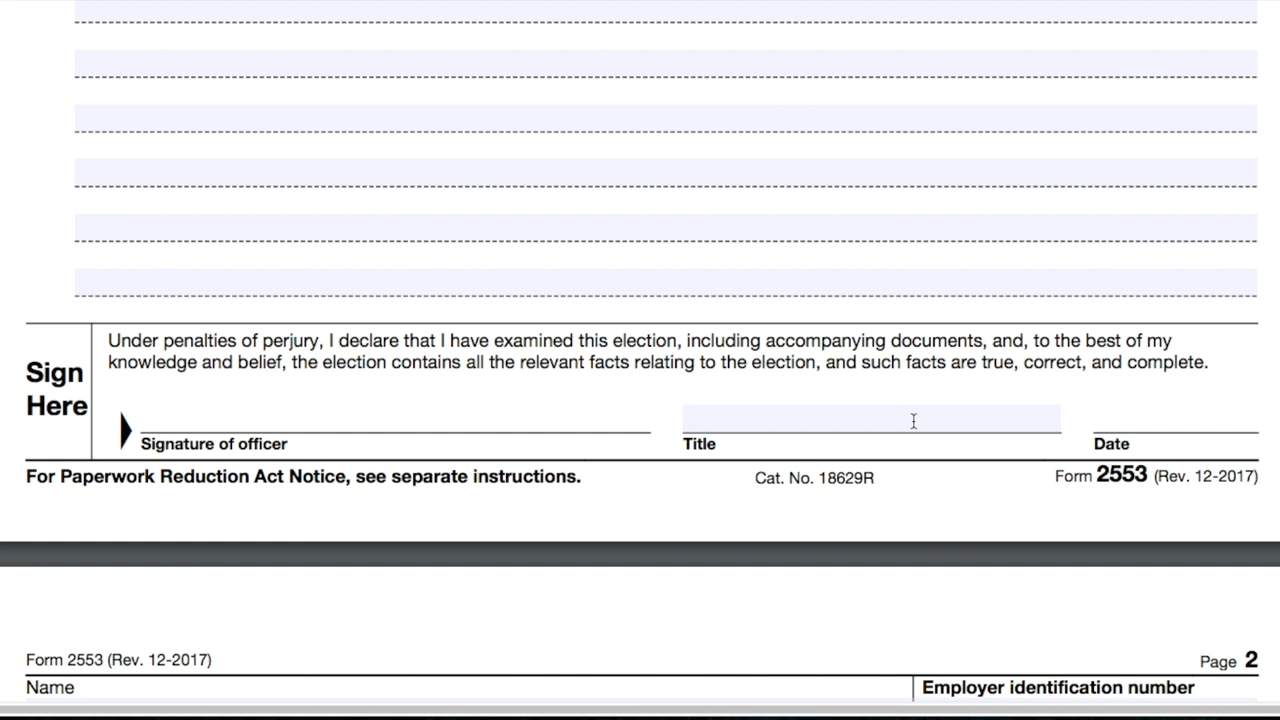 Under penalties of perjury, I declare that I have examined this election, including accompanying documents, and, to the best of my
knowledge and belief, the election contains all the relevant facts relating to the election, and such facts are true, correct, and complete.
Sign
Here
Signature of officer
Title
Date
For Paperwork Reduction Act Notice, see separate instructions.
Cat. No. 18629R
Form 2553 (Rev. 12-2017)
Form 2553 (Rev. 12-2017)
Page 2
Name
Employer identification number